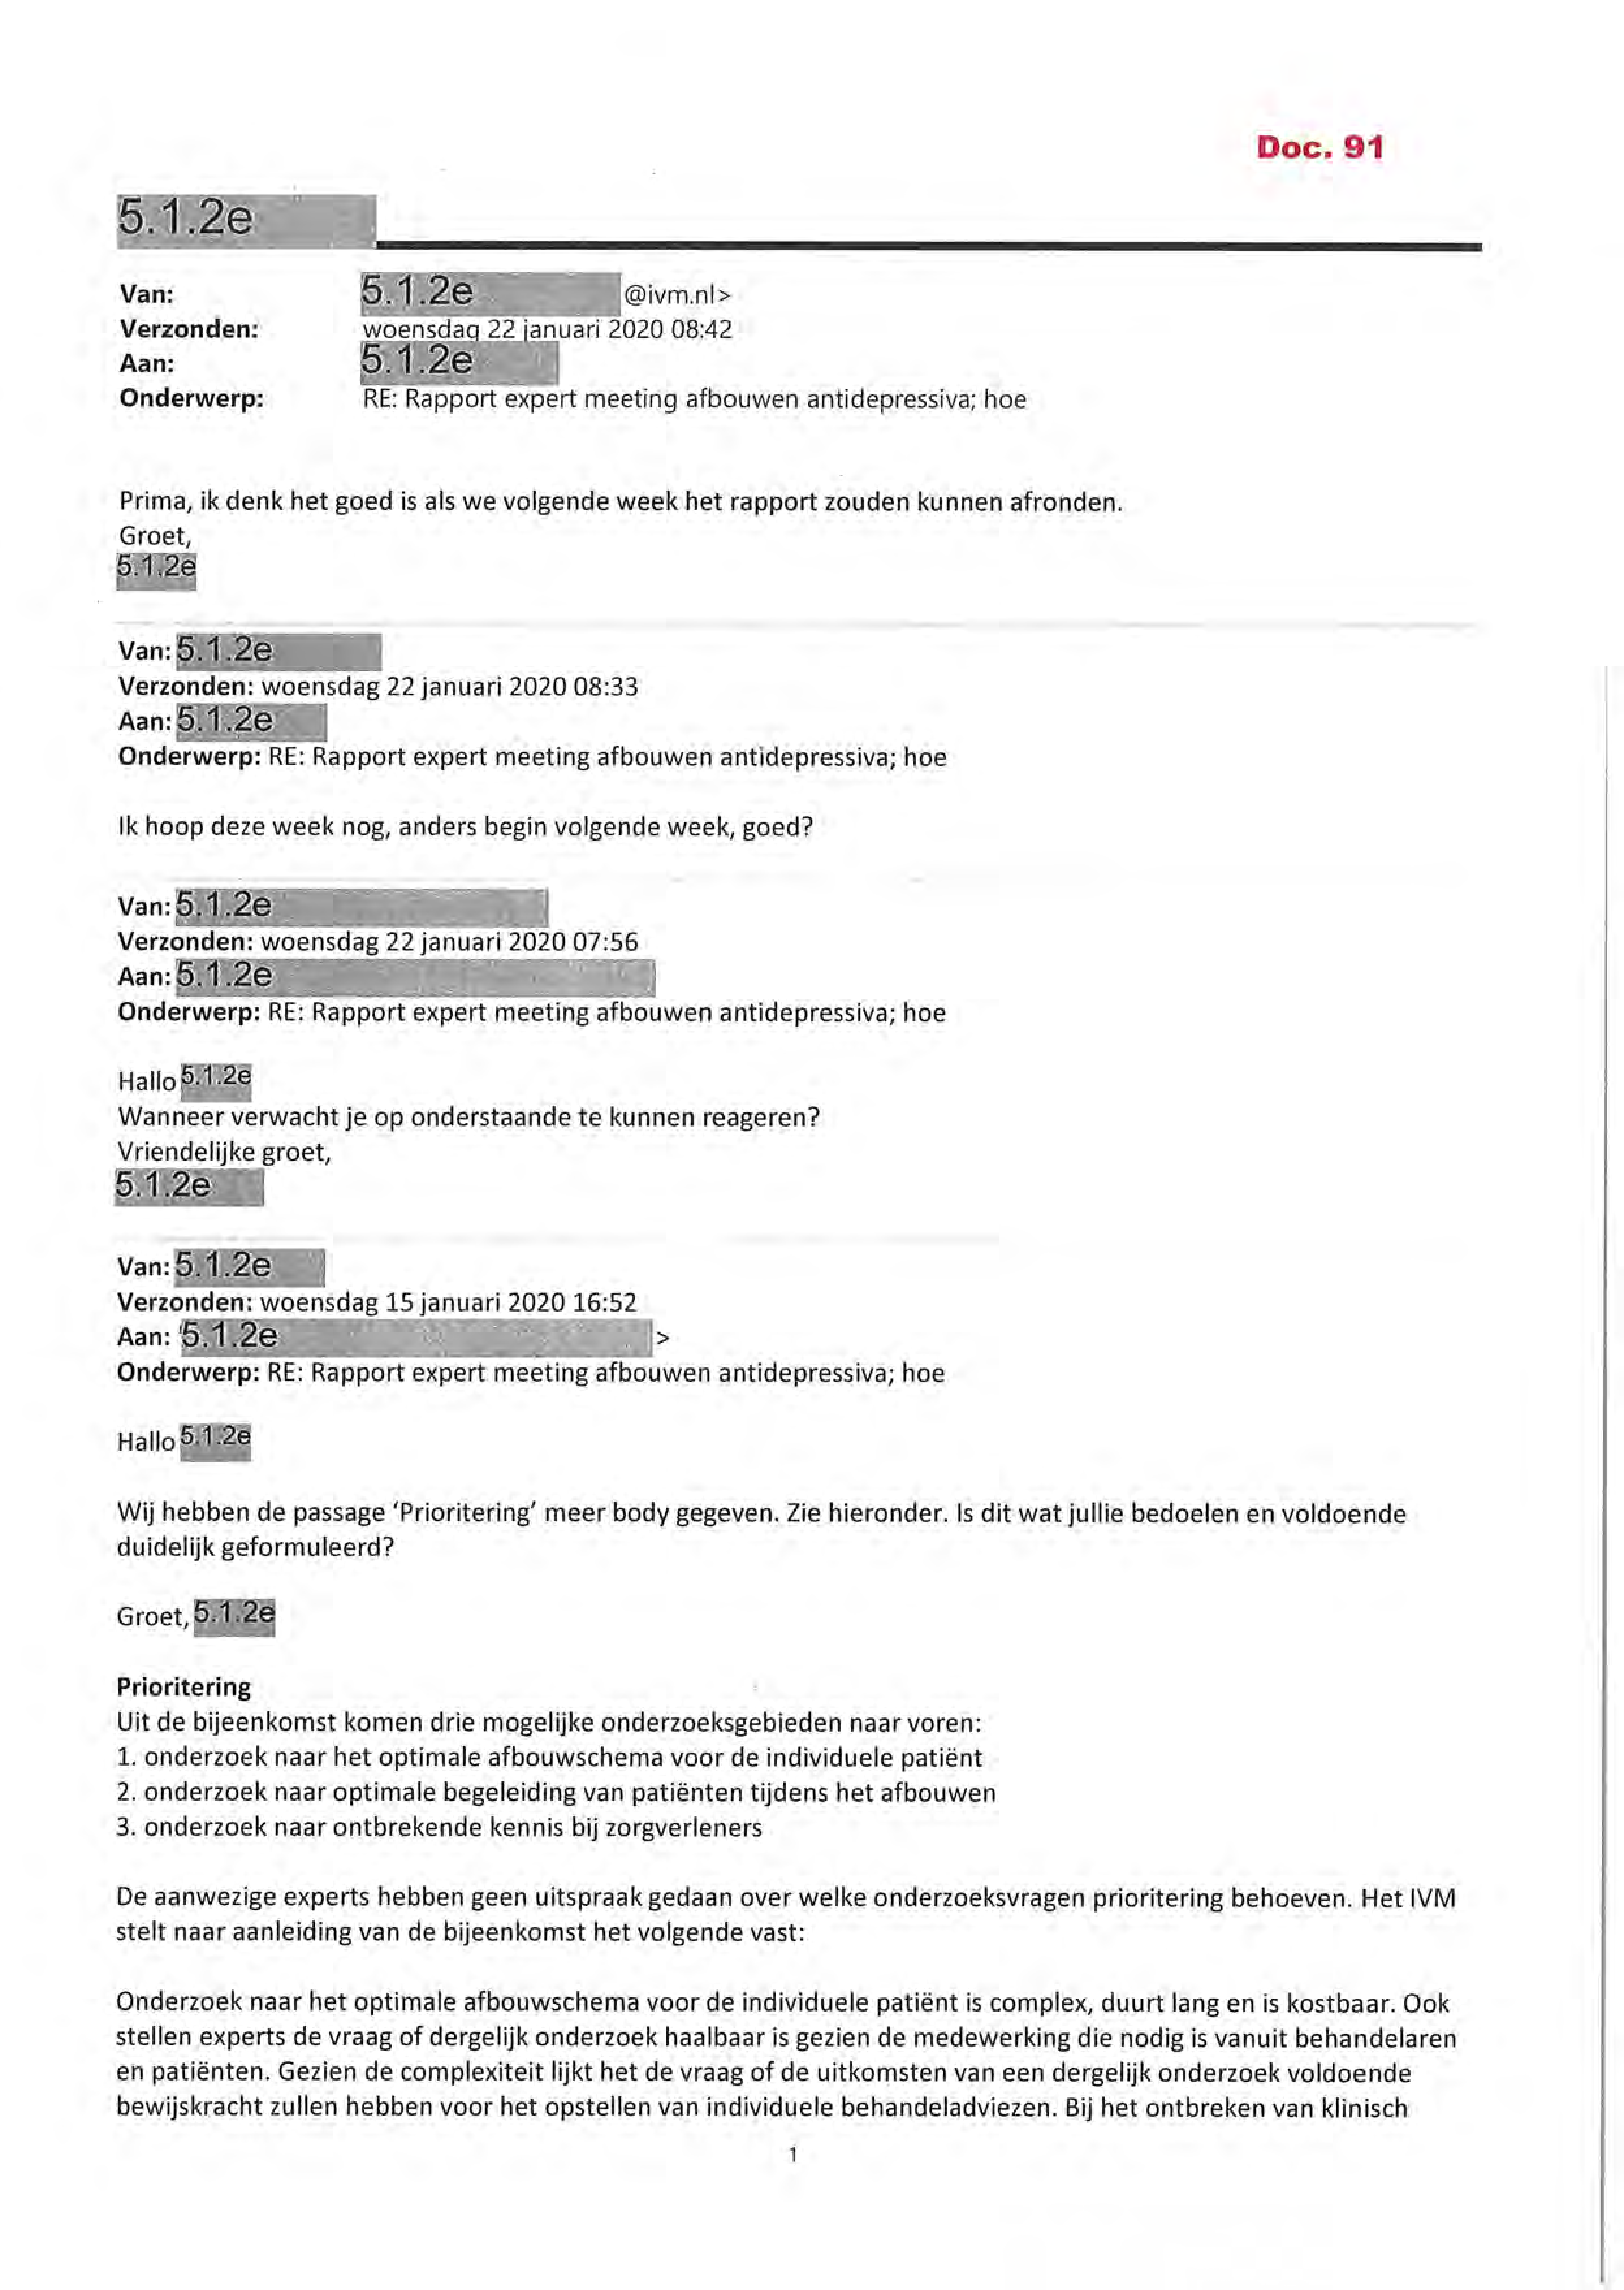 Doc. 91
5.1.2e
Van: 5.1.2e @ivm.nl>
Verzonden: woensdag 22 januari 2020 08:42
Aan: 5.1.2e
Onderwerp: RE: Rapport expert meeting afbouwen antidepressiva; hoe
Prima, ik denk het goed is als we volgende week het rapport zouden kunnen afronden.
Groet,
5.1.2e
Van: 5.1.2e
Verzonden: woensdag 22 januari 2020 08:33
Aan: 5.1.2e
Onderwerp: RE: Rapport expert meeting afbouwen antidepressiva; hoe
Ik hoop deze week nog, anders begin volgende week, goed?
Van: 5.1.2e
Verzonden: woensdag 22 januari 2020 07:56
Aan: 5.1.2e
Onderwerp: RE: Rapport expert meeting afbouwen antidepressiva; hoe
Hallo 5.1.2e
Wanneer verwacht je op onderstaande te kunnen reageren?
Vriendelijke groet,
5.1.2e
Van: 5.1.2e
Verzonden: woensdag 15 januari 2020 16:52
Aan: '5.1.2e >
Onderwerp: RE: Rapport expert meeting afbouwen antidepressiva; hoe
Hallo 5.1.2e
Wij hebben de passage ‘Prioritering’ meer body gegeven. Zie hieronder. Is dit wat jullie bedoelen en voldoende
duidelijk geformuleerd?
Groet, 5.1.2e
Prioritering
Uit de bijeenkomst komen drie mogelijke onderzoeksgebieden naar voren:
1. onderzoek naar het optimale afbouwschema voor de individuele patiënt
2. onderzoek naar optimale begeleiding van patiënten tijdens het afbouwen
3. onderzoek naar ontbrekende kennis bij zorgverleners
De aanwezige experts hebben geen uitspraak gedaan over welke onderzoeksvragen prioritering behoeven. Het IVM
stelt naar aanleiding van de bijeenkomst het volgende vast:
Onderzoek naar het optimale afbouwschema voor de individuele patiënt is complex, duurt lang en is kostbaar. Ook
stellen experts de vraag of dergelijk onderzoek haalbaar is gezien de medewerking die nodig is vanuit behandelaren
en patiënten. Gezien de complexiteit lijkt het de vraag of de uitkomsten van een dergelijk onderzoek voldoende
bewijskracht zullen hebben voor het opstellen van individuele behandeladviezen. Bij het ontbreken van klinisch
1